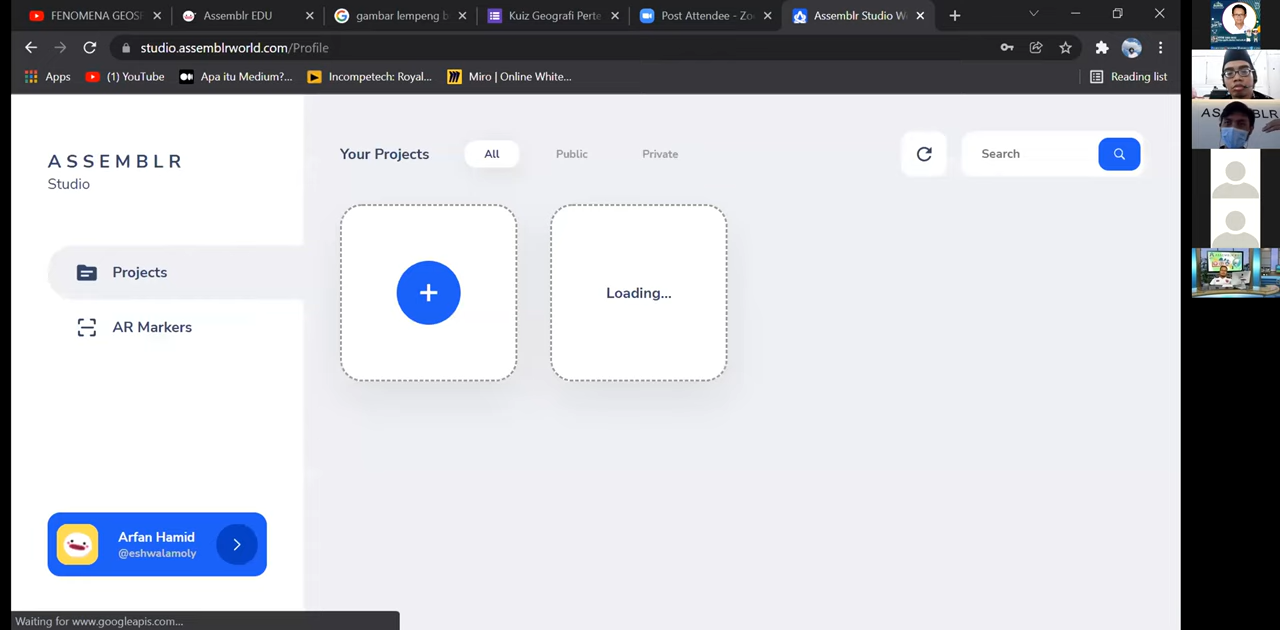 FENOMENA GEOSF
Assemblr EDU
gambar lempeng b
Kuiz Geografi Perte
Post Attendee - Zoo
Assemblr Studio W
studio.assemblrworld.com/Profile
Apps
(1) YouTube
Apa itu Medium?...
Incompetech: Royal...
Miro | Online White...
Reading list
ASSEMBLR
Studio
Your Projects
All
Public
Private
Search
Projects
AR Markers
+
Loading...
Arfan Hamid
@eshwalamoly
Waiting for www.googleapis.com...